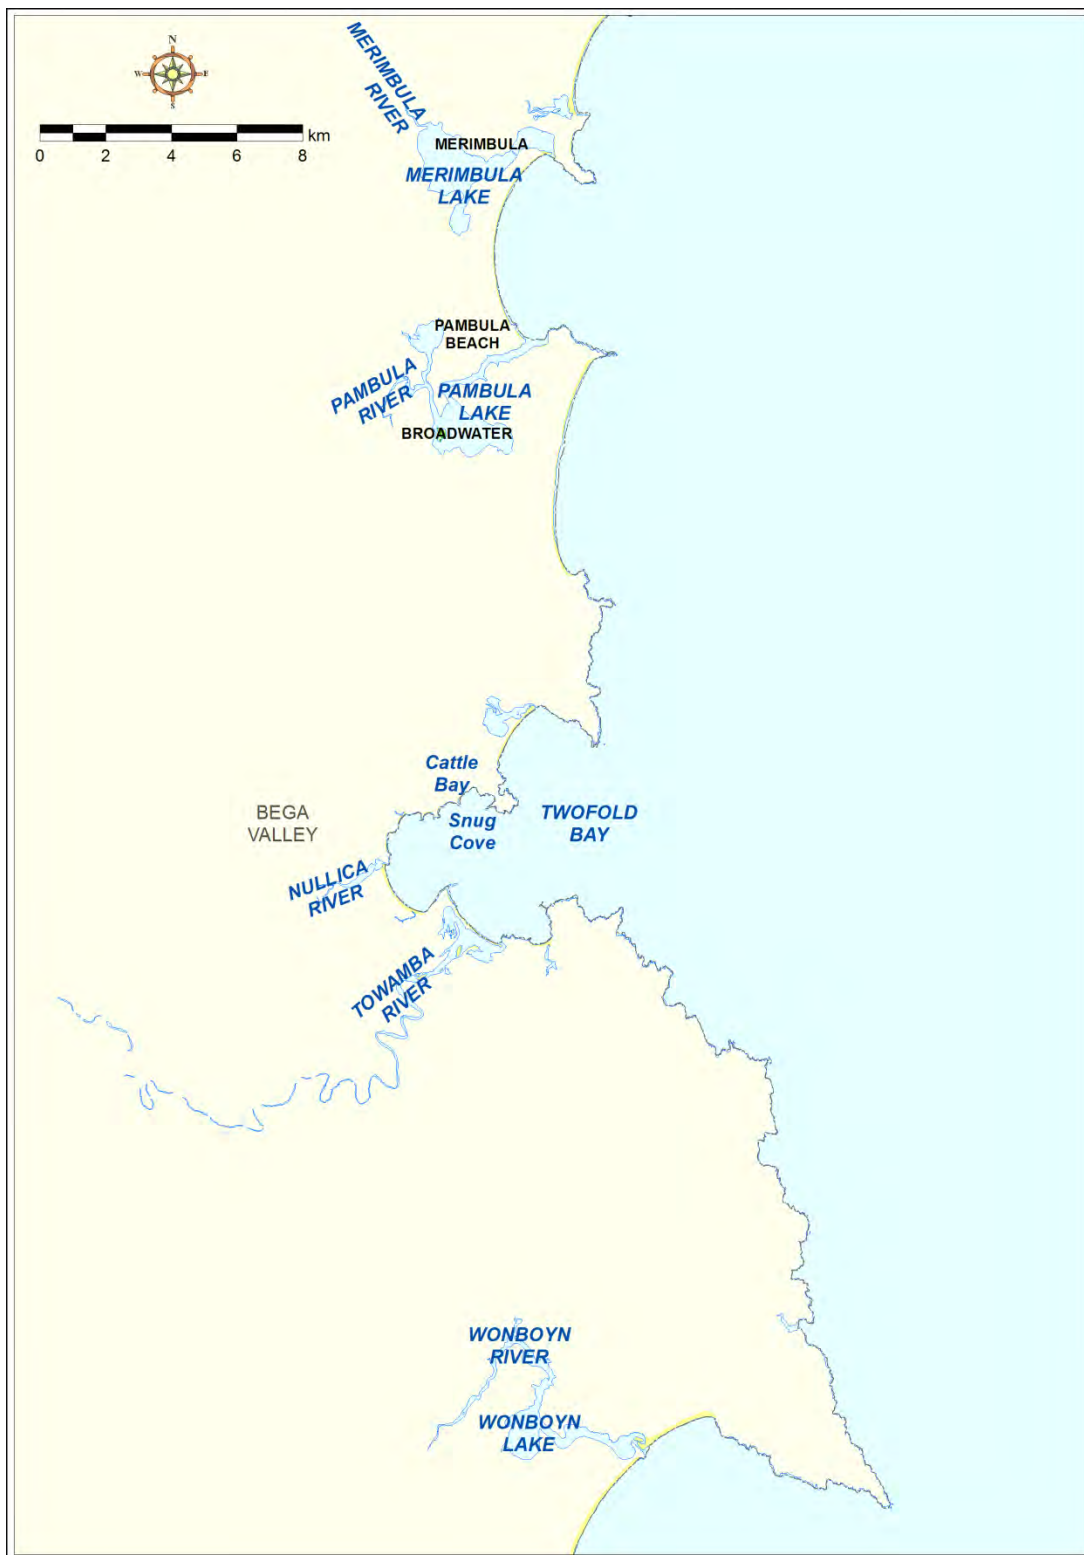 N
W E
S
km
0 2 4 6 8
MERIMBULA
RIVER
MERIMBULA
MERIMBULA
LAKE
PAMBULA
BEACH
PAMBULA
RIVER
PAMBULA
LAKE
BROADWATER
Cattle
Bay
BEGA
VALLEY
Snug
Cove
TWOFOLD
BAY
NULLICA
RIVER
TOWAMBA
RIVER
WONBOYN
RIVER
WONBOYN
LAKE